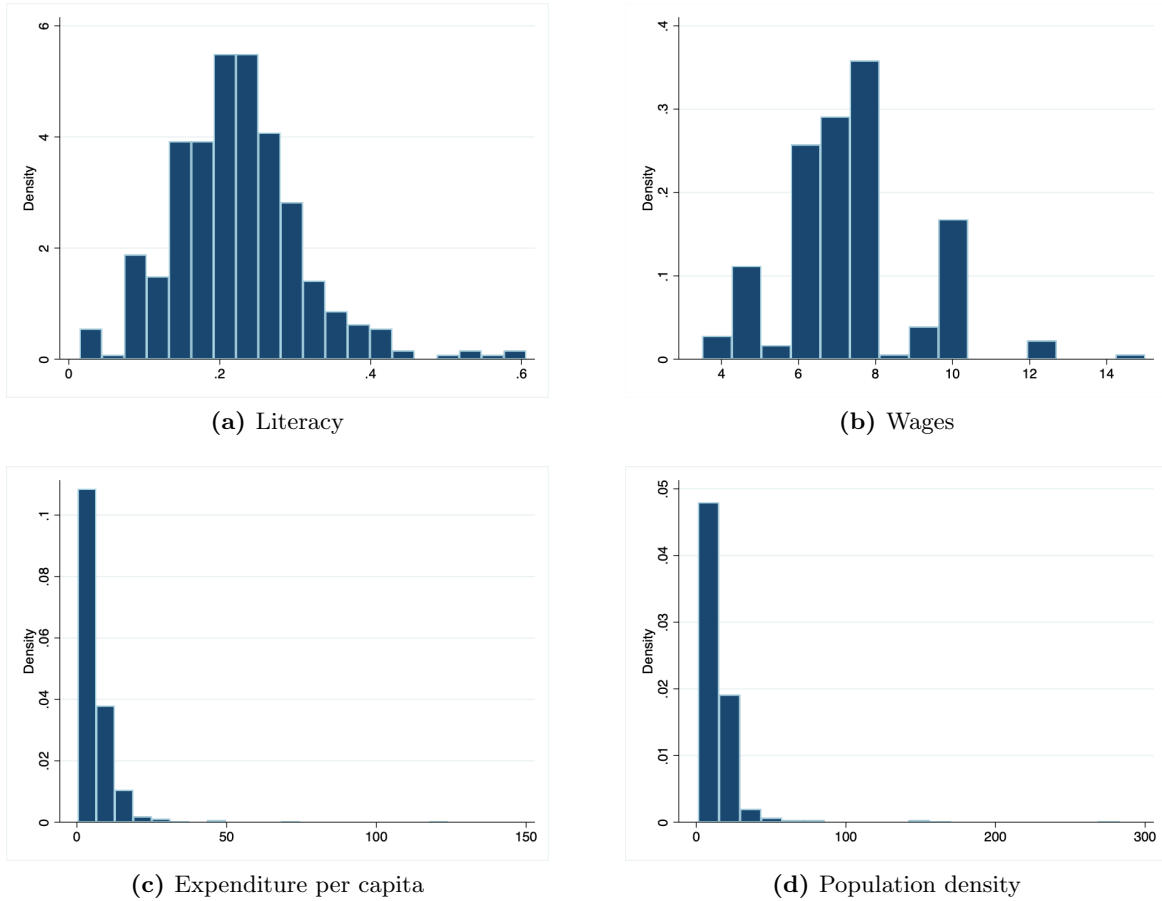 6
4
2
0
Density
0 .2 .4 .6
(a) Literacy
.4
.3
.2
.1
0
Density
4 6 8 10 12 14
(b) Wages
.1
.08
.06
.04
.02
0
Density
0 50 100 150
(c) Expenditure per capita
.05
.04
.03
.02
.01
0
Density
0 100 200 300
(d) Population density